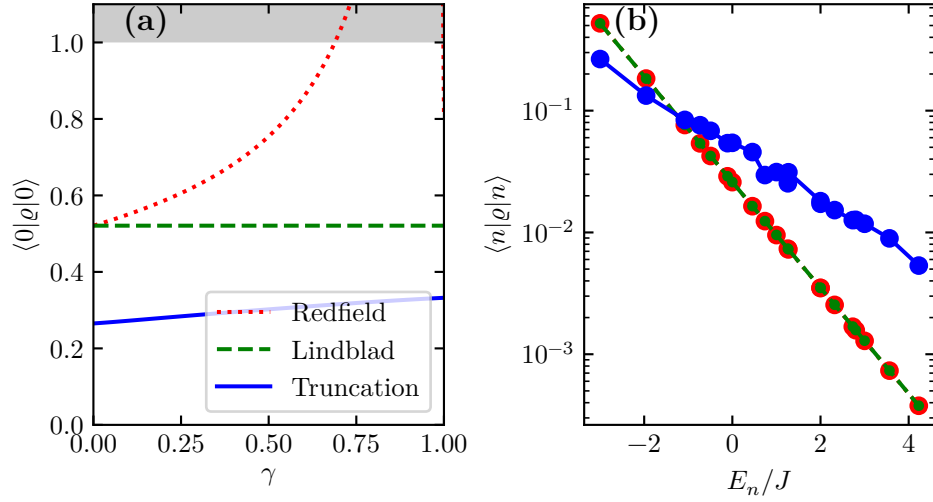 (a)
1.0
0.8
0.6
0.4
0.2
0.0
⟨0|ϱ|0⟩
0.00
0.25
0.50
0.75
1.00
γ
Redfield
Lindblad
Truncation
(b)
10⁻¹
10⁻²
10⁻³
⟨n|ϱ|n⟩
−2
0
2
4
Eₙ/J